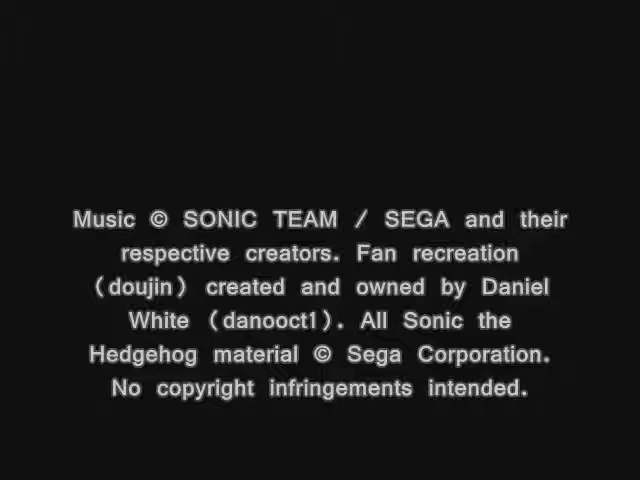 Music © SONIC TEAM / SEGA and their
respective creators. Fan recreation
(doujin) created and owned by Daniel
White (danooct1). All Sonic the
Hedgehog material © Sega Corporation.
No copyright infringements intended.